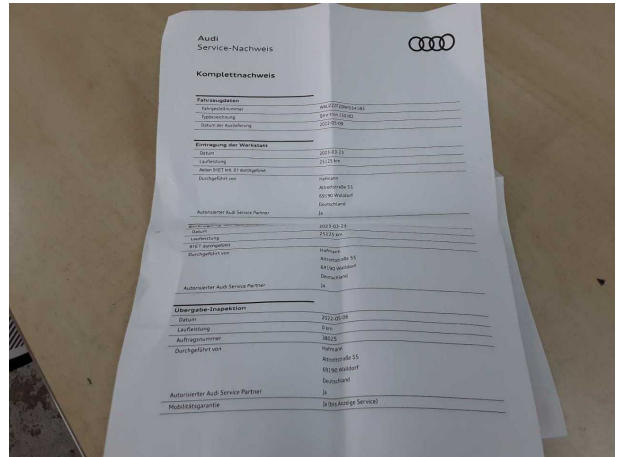 Audi
Service-Nachweis
Komplettnachweis
Fahrzeugdaten
Fahrgestellnummer
Typbezeichnung
Datum der Auslieferung 2022-05-09
Eintragung der Werkstatt
Datum 2023-03-23
Laufleistung 25125 km
durchgeführt
Durchgeführt von Hofmann
Altrottstraße 55
69190 Walldorf
Deutschland
Autorisierter Audi Service Partner Ja
Datum 2023-03-23
Laufleistung 25125 km
durchgeführt
Durchgeführt von Hofmann
Altrottstraße 55
69190 Walldorf
Deutschland
Autorisierter Audi Service Partner Ja
Übergabe-Inspektion
Datum 2022-05-09
Laufleistung 0 km
Auftragsnummer 38025
Durchgeführt von Hofmann
Altrottstraße 55
69190 Walldorf
Deutschland
Autorisierter Audi Service Partner Ja
Mobilitätsgarantie Ja (bis Anzeige Service)